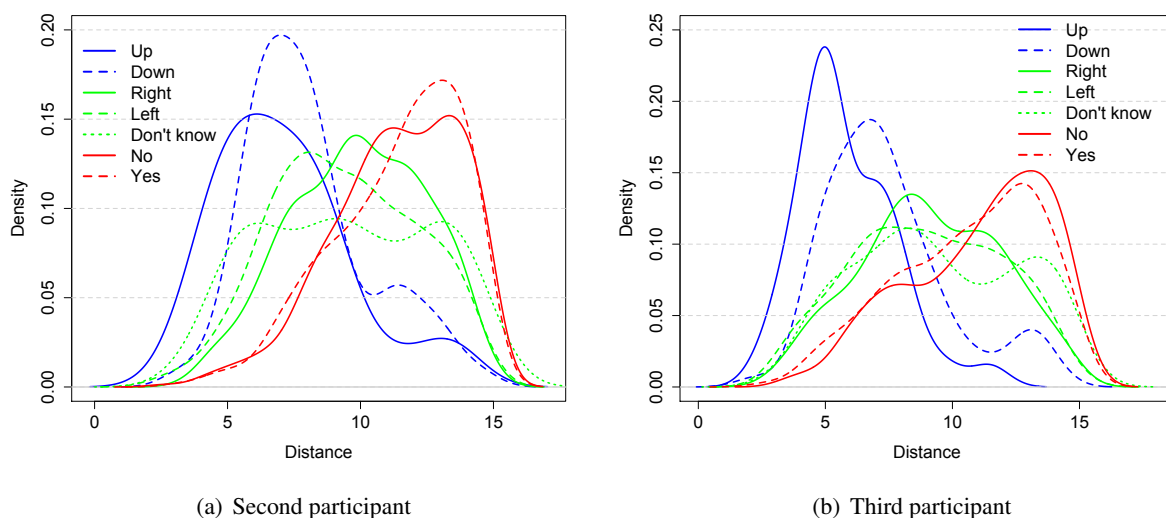 0.20
0.15
0.10
0.05
0.00
Density
Up
Down
Right
Left
Don't know
No
Yes
0
5
10
15
Distance
(a) Second participant
0.25
0.20
0.15
0.10
0.05
0.00
Density
Up
Down
Right
Left
Don't know
No
Yes
0
5
10
15
Distance
(b) Third participant